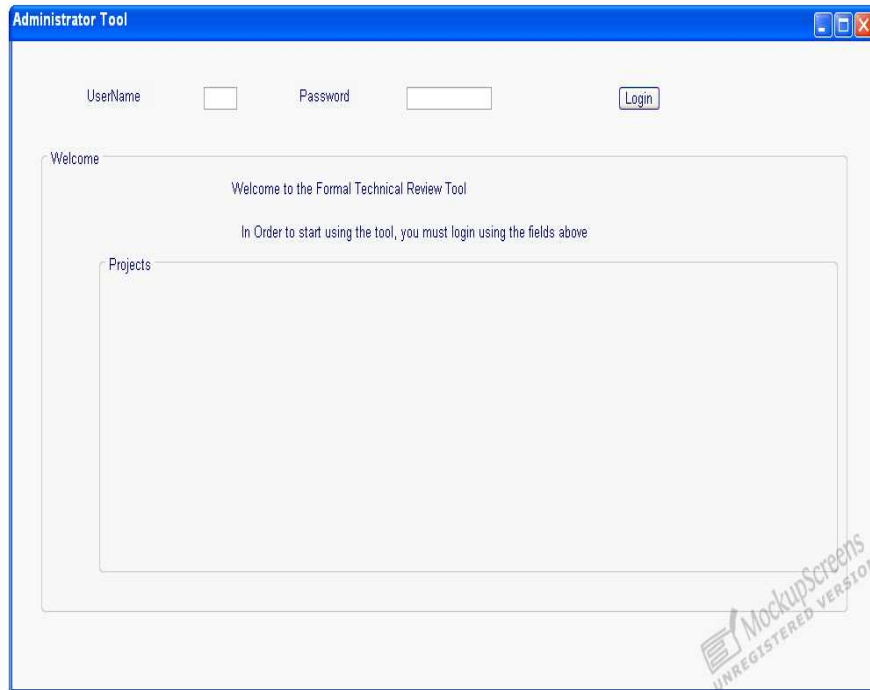 Administrator Tool
UserName Password Login
Welcome
Welcome to the Formal Technical Review Tool
In Order to start using the tool, you must login using the fields above
Projects
MockupScreens
UNREGISTERED VERSION